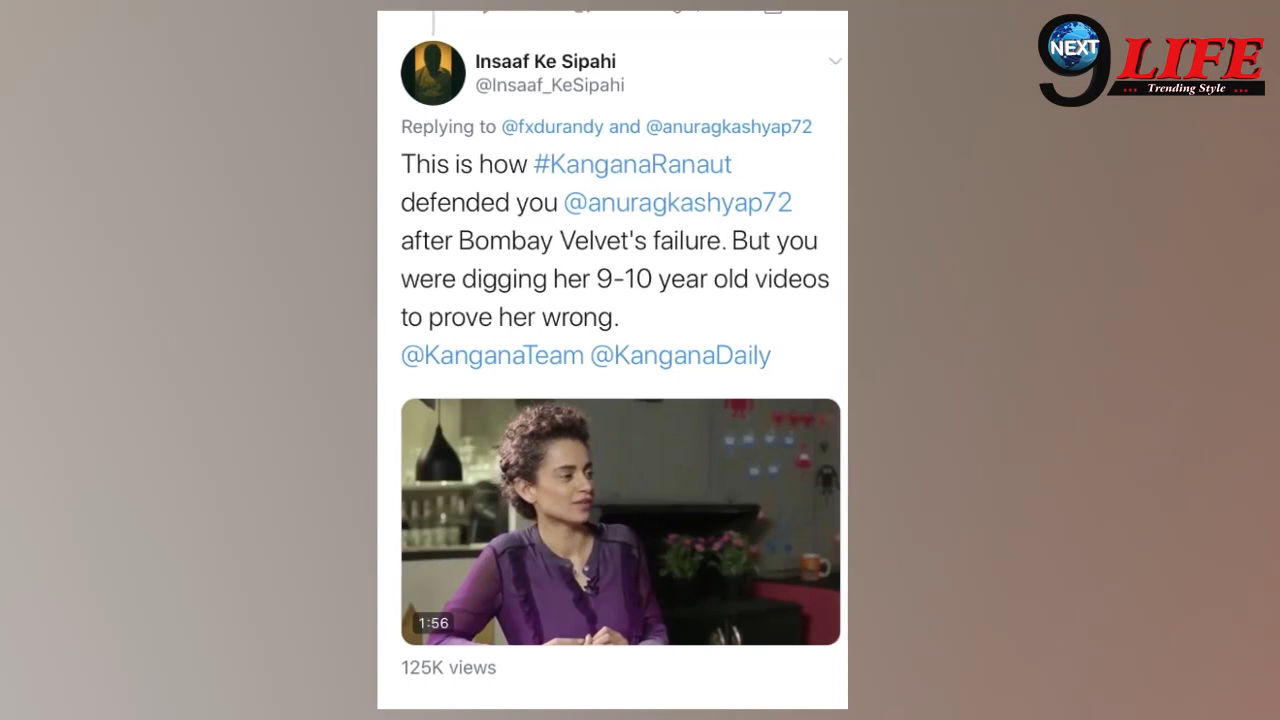 Insaaf Ke Sipahi
@Insaaf_KeSipahi
Replying to @fxdurandy and @anuragkashyap72
This is how #KanganaRanaut
defended you @anuragkashyap72
after Bombay Velvet's failure. But you
were digging her 9-10 year old videos
to prove her wrong.
@KanganaTeam @KanganaDaily
1:56
125K views
9 NEXT
LIFE
... Trending Style ...